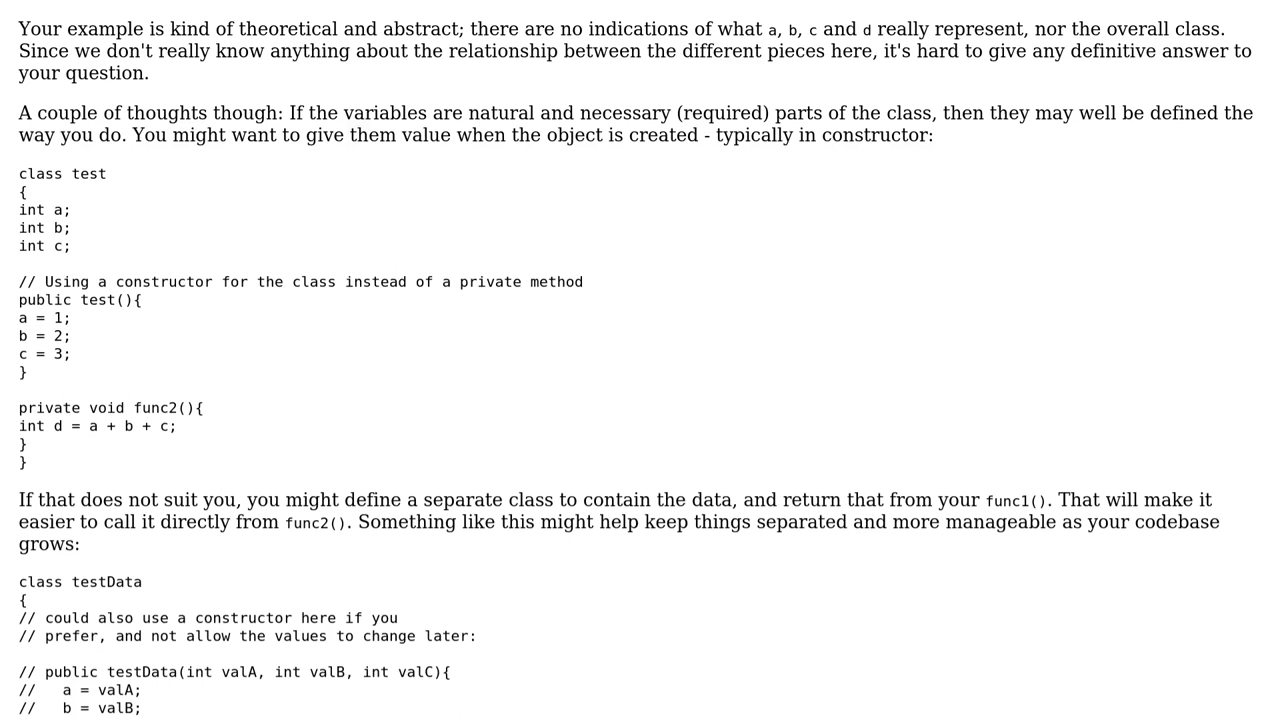 Your example is kind of theoretical and abstract; there are no indications of what a, b, c and d really represent, nor the overall class.
Since we don't really know anything about the relationship between the different pieces here, it's hard to give any definitive answer to
your question.
A couple of thoughts though: If the variables are natural and necessary (required) parts of the class, then they may well be defined the
way you do. You might want to give them value when the object is created - typically in constructor:
class test
{
int a;
int b;
int c;
// Using a constructor for the class instead of a private method
public test(){
a = 1;
b = 2;
c = 3;
}
private void func2(){
int d = a + b + c;
}
}
If that does not suit you, you might define a separate class to contain the data, and return that from your func1(). That will make it
easier to call it directly from func2(). Something like this might help keep things separated and more manageable as your codebase
grows:
class testData
{
// could also use a constructor here if you
// prefer, and not allow the values to change later:
// public testData(int valA, int valB, int valC){
//   a = valA;
//   b = valB;